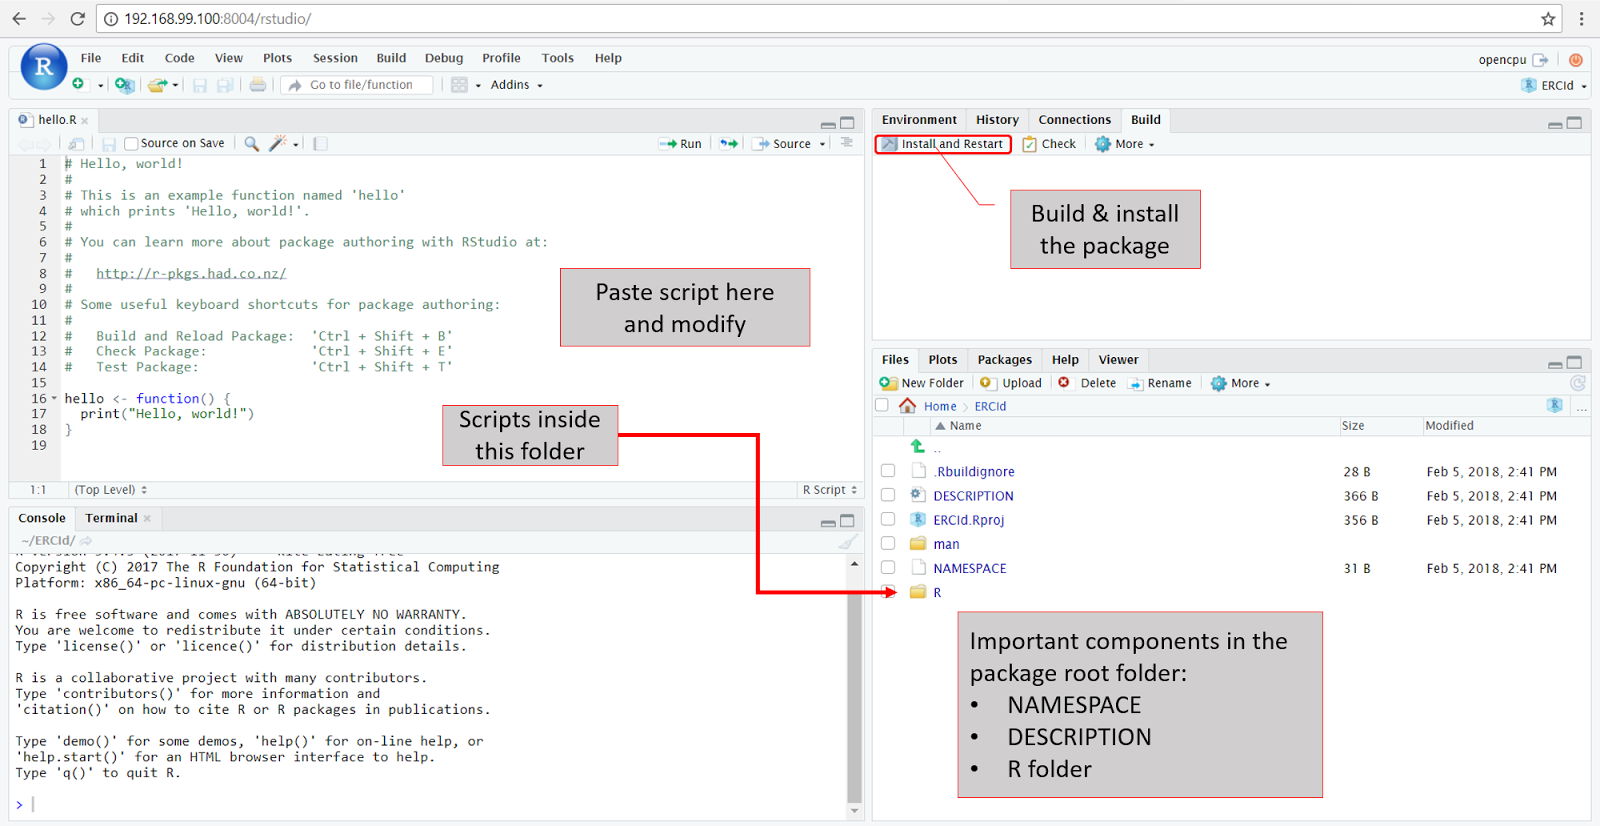 192.168.99.100:8004/rstudio/
R
File Edit Code View Plots Session Build Debug Profile Tools Help
opencpu
Go to file/function
Addins
ERCId
hello.R
Source on Save
Run
Source
1 # Hello, world!
2 #
3 # This is an example function named 'hello'
4 # which prints 'Hello, world!'.
5 #
6 # You can learn more about package authoring with RStudio at:
7 #
8 #   http://r-pkgs.had.co.nz/
9 #
10 # Some useful keyboard shortcuts for package authoring:
11 #
12 #   Build and Reload Package:  'Ctrl + Shift + B'
13 #   Check Package:             'Ctrl + Shift + E'
14 #   Test Package:              'Ctrl + Shift + T'
15
16 hello <- function() {
17   print("Hello, world!")
18 }
19
Paste script here
and modify
Scripts inside
this folder
1:1 (Top Level) R Script
Console Terminal
~/ERCId/
Copyright (C) 2017 The R Foundation for Statistical Computing
Platform: x86_64-pc-linux-gnu (64-bit)
R is free software and comes with ABSOLUTELY NO WARRANTY.
You are welcome to redistribute it under certain conditions.
Type 'license()' or 'licence()' for distribution details.
R is a collaborative project with many contributors.
Type 'contributors()' for more information and
'citation()' on how to cite R or R packages in publications.
Type 'demo()' for some demos, 'help()' for on-line help, or
'help.start()' for an HTML browser interface to help.
Type 'q()' to quit R.
>
Environment History Connections Build
Install and Restart Check More
Build & install
the package
Files Plots Packages Help Viewer
New Folder Upload Delete Rename More
Home ERCId ...
Name Size Modified
..
.Rbuildignore 28 B Feb 5, 2018, 2:41 PM
DESCRIPTION 366 B Feb 5, 2018, 2:41 PM
ERCId.Rproj 356 B Feb 5, 2018, 2:41 PM
man
NAMESPACE 31 B Feb 5, 2018, 2:41 PM
R
Important components in the
package root folder:
• NAMESPACE
• DESCRIPTION
• R folder